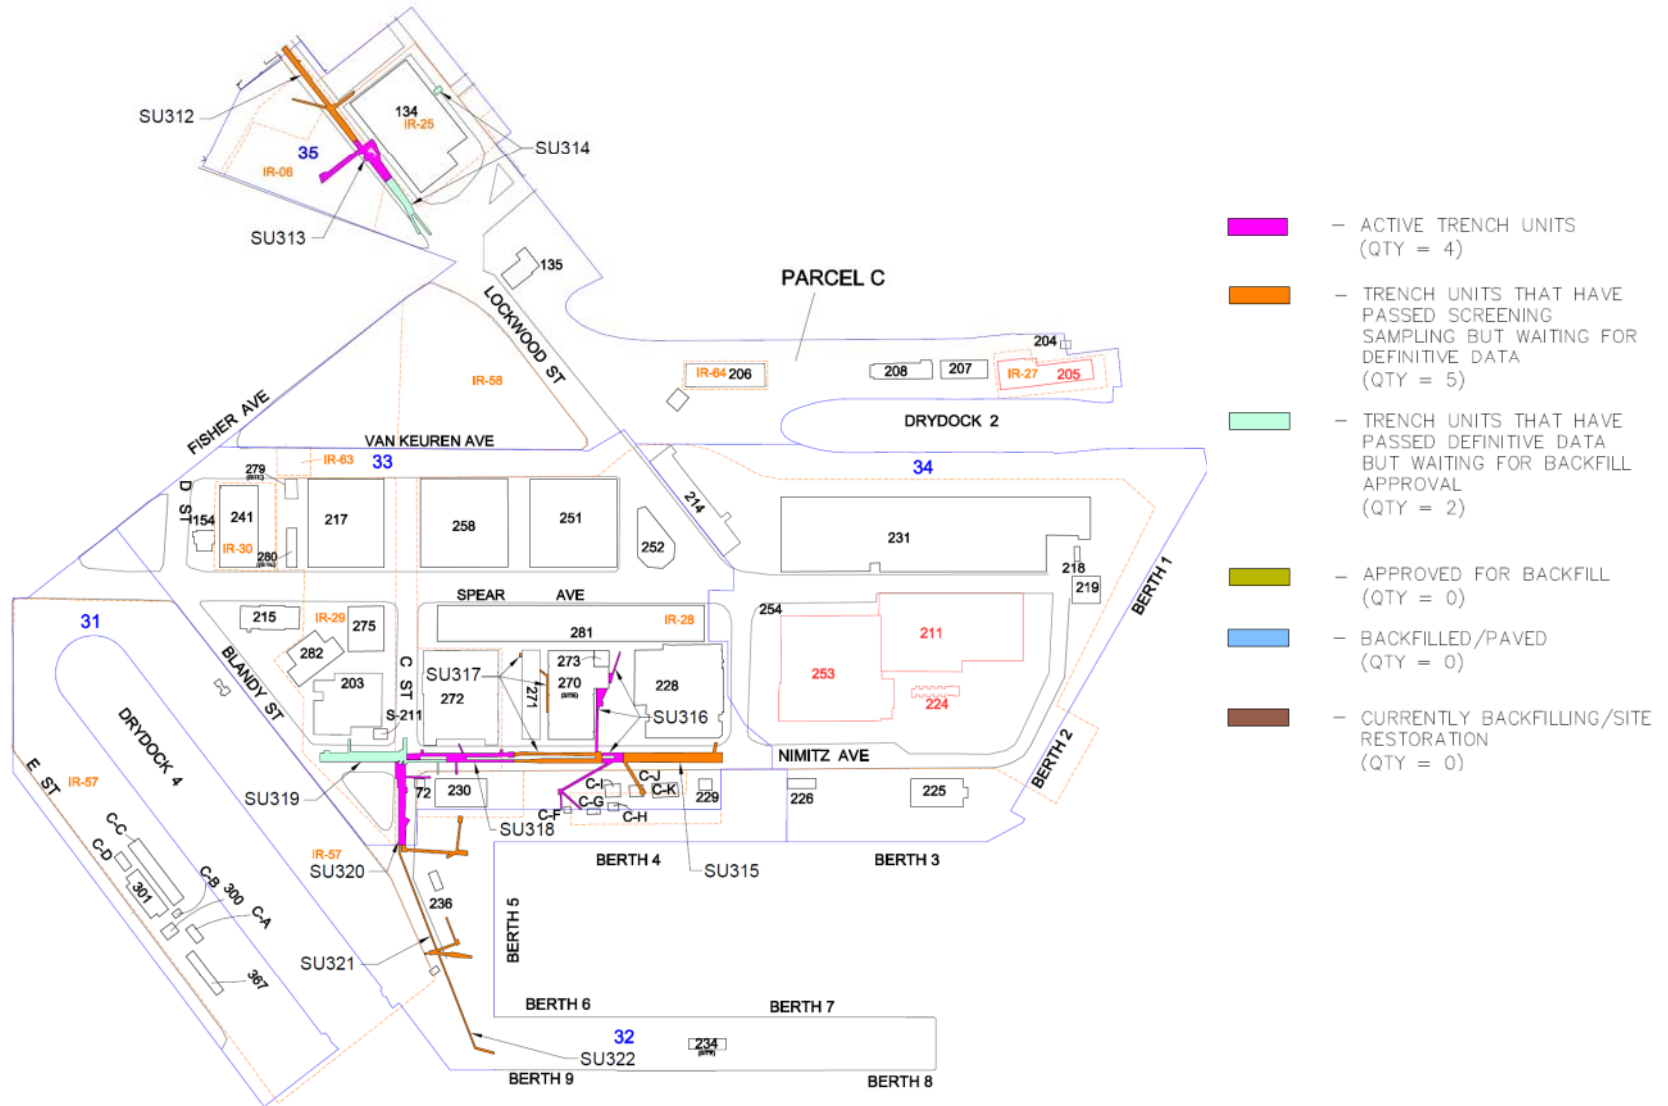 SU312
134
IR-25
SU314
35
IR-06
SU313
135
LOCKWOOD ST
PARCEL C
204
IR-64 206
208
207
IR-27 205
IR-58
DRYDOCK 2
FISHER AVE
VAN KEUREN AVE
IR-63
33
34
279
D ST
154
241
217
258
251
214
IR-30
280
252
231
218
219
BERTH 1
SPEAR AVE
254
31
215
IR-29
275
281
IR-28
211
282
C ST
273
BLANDY ST
203
SU317
272
271
270
(SITE)
228
253
224
S-211
SU316
DRYDOCK 4
NIMITZ AVE
BERTH 2
E ST
IR-57
SU319
72
230
C-I
C-J
C-K
229
226
225
C-F
C-G
C-H
SU318
C-C
C-D
IR-57
SU320
BERTH 4
SU315
BERTH 3
301
C-B
300
C-A
236
BERTH 5
SU321
367
BERTH 6
BERTH 7
32
234
(SITE)
SU322
BERTH 9
BERTH 8
– ACTIVE TRENCH UNITS
(QTY = 4)
– TRENCH UNITS THAT HAVE
PASSED SCREENING
SAMPLING BUT WAITING FOR
DEFINITIVE DATA
(QTY = 5)
– TRENCH UNITS THAT HAVE
PASSED DEFINITIVE DATA
BUT WAITING FOR BACKFILL
APPROVAL
(QTY = 2)
– APPROVED FOR BACKFILL
(QTY = 0)
– BACKFILLED/PAVED
(QTY = 0)
– CURRENTLY BACKFILLING/SITE
RESTORATION
(QTY = 0)